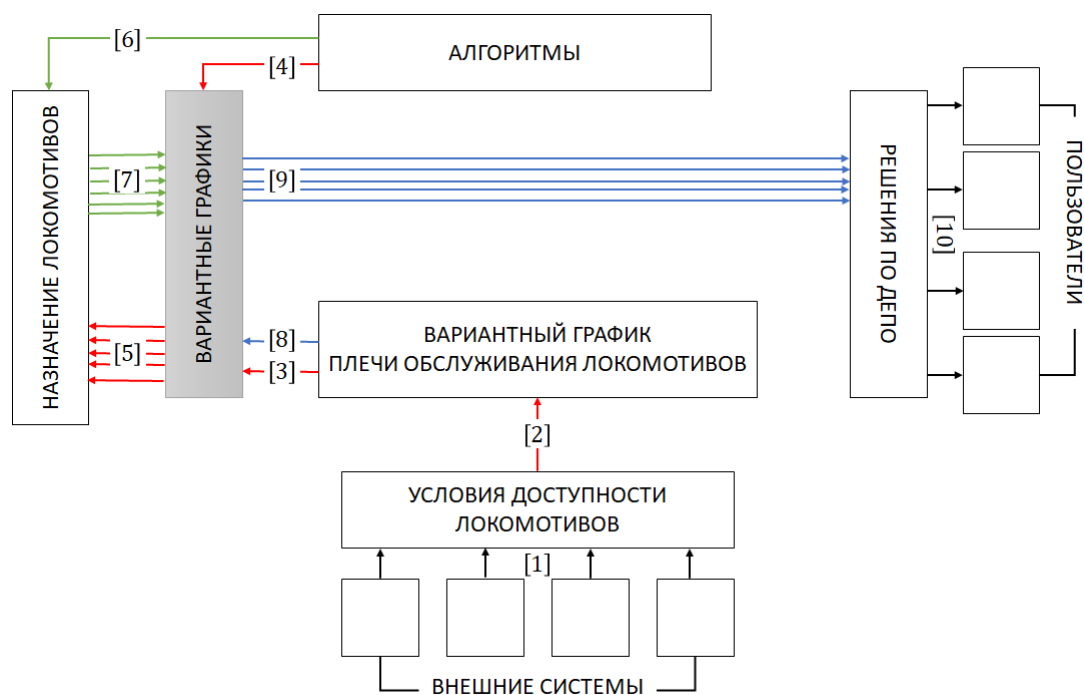 [6]
АЛГОРИТМЫ
[4]
НАЗНАЧЕНИЕ ЛОКОМОТИВОВ
ВАРИАНТНЫЕ ГРАФИКИ
[7]
[9]
РЕШЕНИЯ ПО ДЕПО
[10]
ПОЛЬЗОВАТЕЛИ
[5]
[8]
[3]
ВАРИАНТНЫЙ ГРАФИК
ПЛЕЧИ ОБСЛУЖИВАНИЯ ЛОКОМОТИВОВ
[2]
УСЛОВИЯ ДОСТУПНОСТИ
ЛОКОМОТИВОВ
[1]
ВНЕШНИЕ СИСТЕМЫ